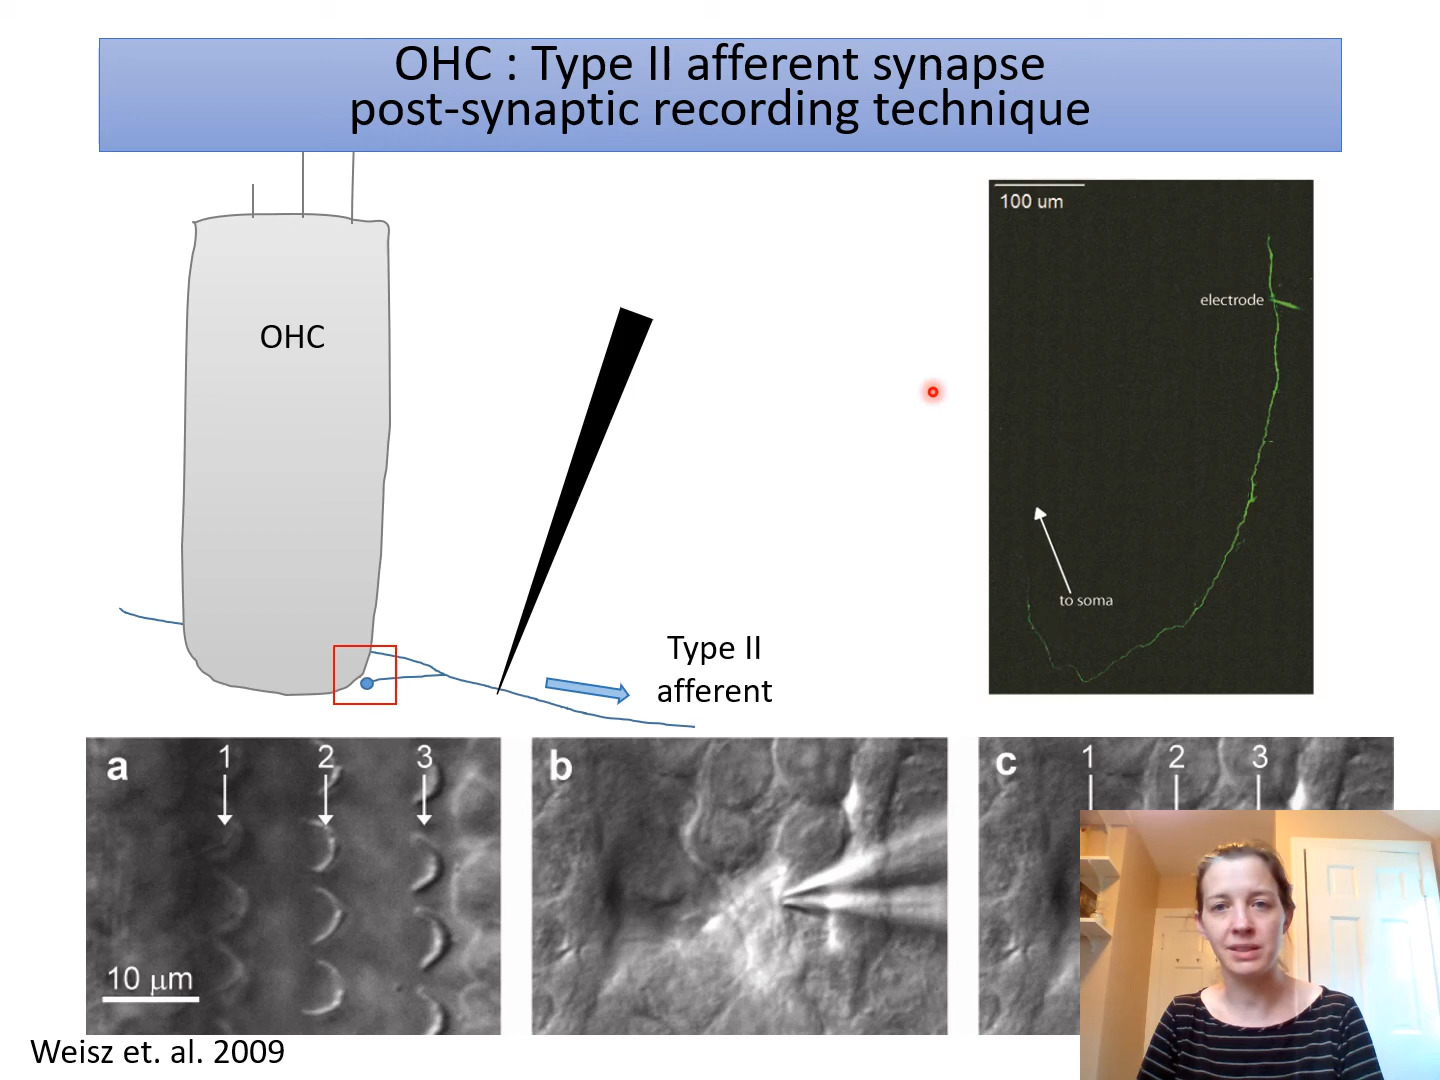 OHC : Type II afferent synapse
post-synaptic recording technique
100 um
electrode
OHC
to soma
Type II
afferent
a 1 2 3
b
c 1 2 3
10 μm
Weisz et. al. 2009